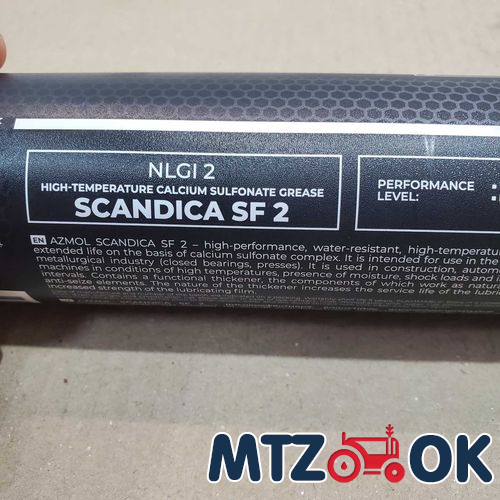 NLGI 2
HIGH-TEMPERATURE CALCIUM SULFONATE GREASE
SCANDICA SF 2
PERFORMANCE
LEVEL:
EN AZMOL SCANDICA SF 2 – high-performance, water-resistant, high-temperatu
extended life on the basis of calcium sulfonate complex. It is intended for use in the
metallurgical industry (closed bearings, presses). It is used in construction, autom
machines in conditions of high temperatures, presence of moisture, shock loads and l
intervals. Contains a functional thickener, the components of which work as natura
anti-seize elements. The nature of the thickener increases the service life of the lubric
increased strength of the lubricating film.
MTZ OK